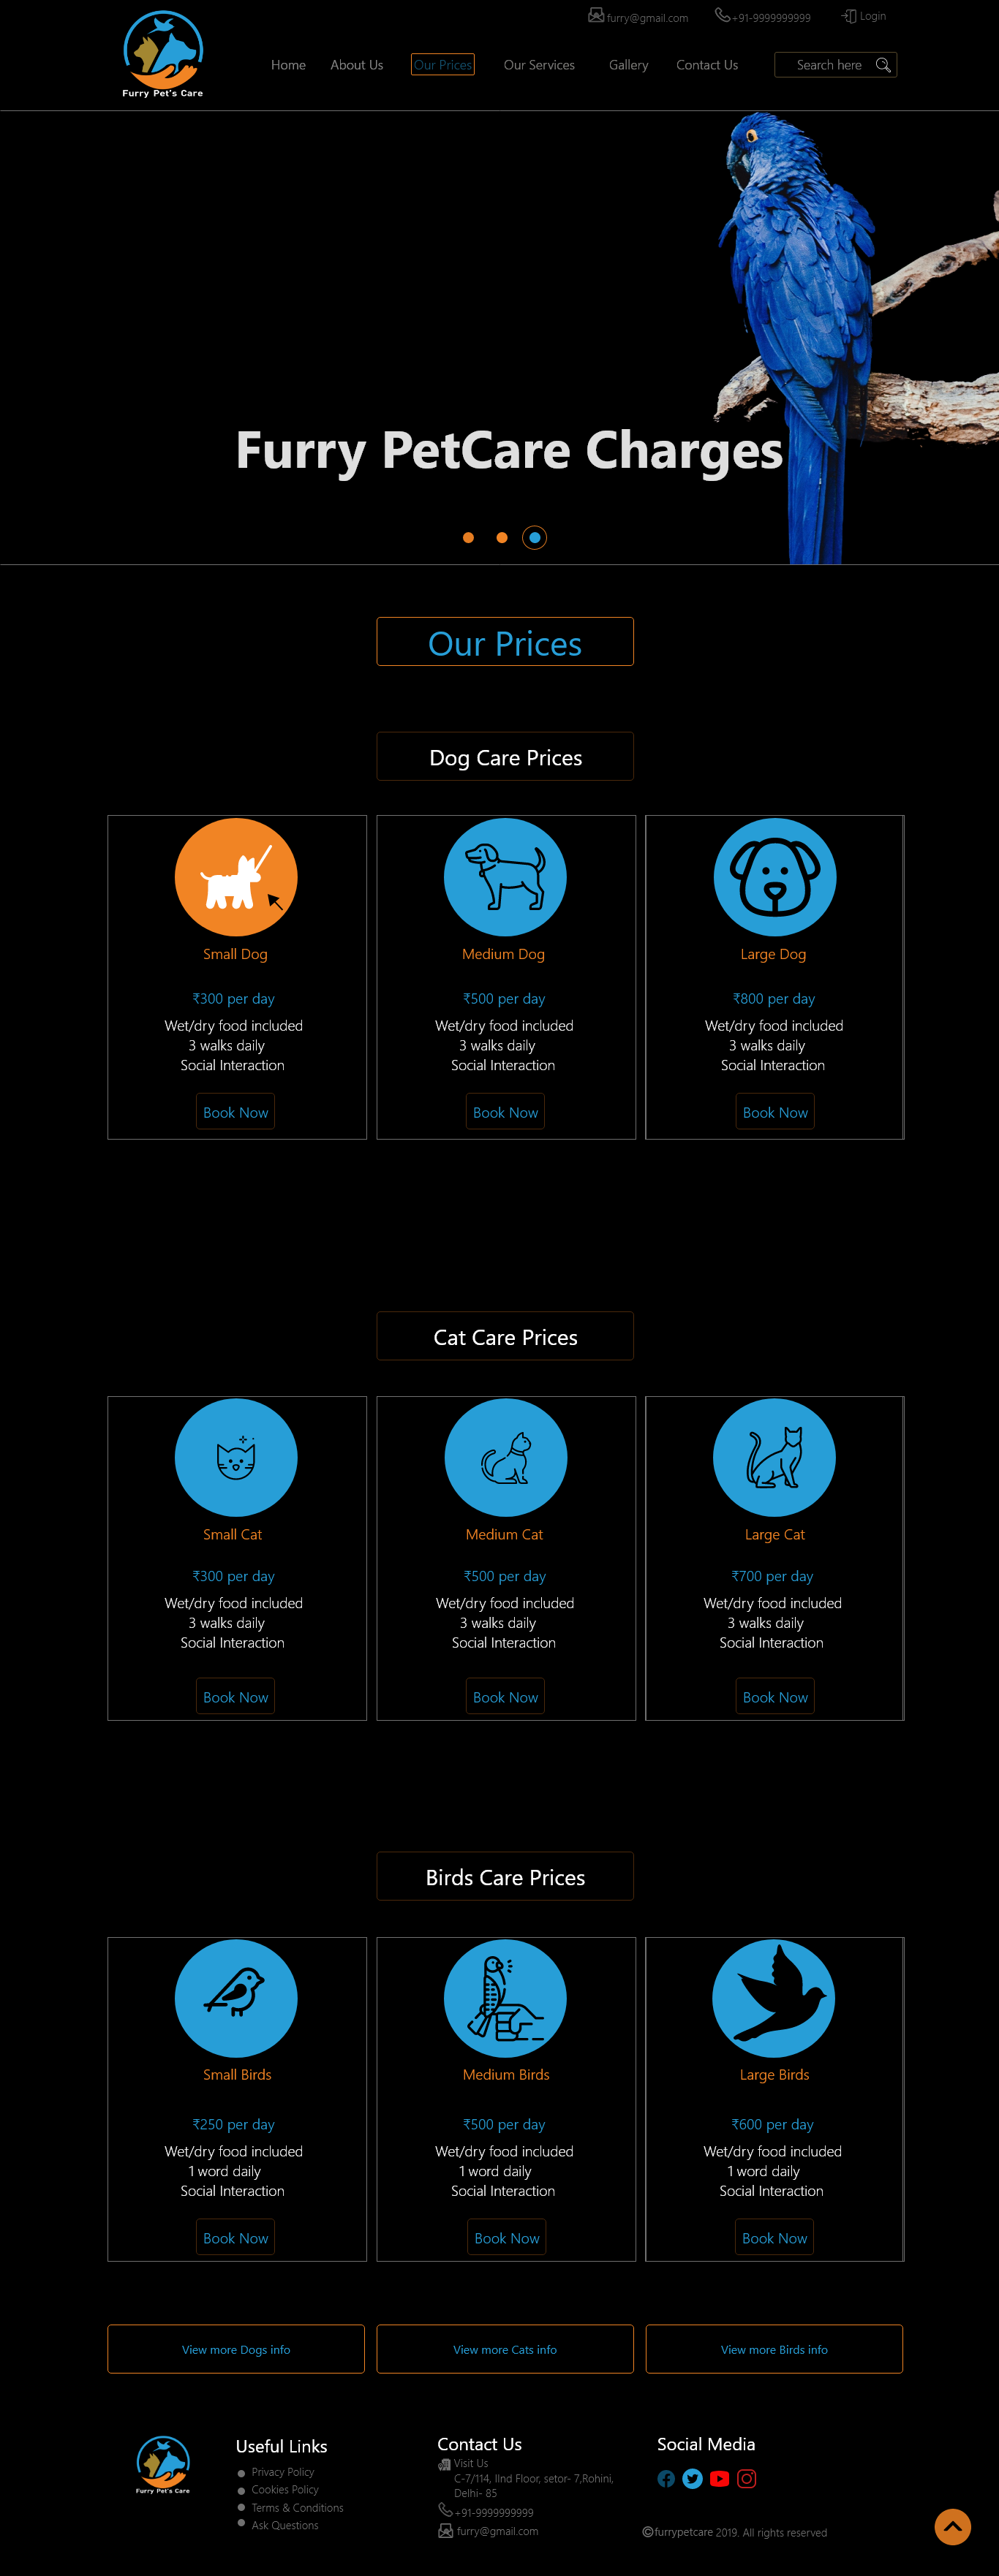 furry@gmail.com
+91-9999999999
Login
Furry Pet's Care
Home
About Us
Our Prices
Our Services
Gallery
Contact Us
Search here
Furry PetCare Charges
Our Prices
Dog Care Prices
Small Dog
Medium Dog
Large Dog
₹300 per day
₹500 per day
₹800 per day
Wet/dry food included
3 walks daily
Social Interaction
Wet/dry food included
3 walks daily
Social Interaction
Wet/dry food included
3 walks daily
Social Interaction
Book Now
Book Now
Book Now
Cat Care Prices
Small Cat
Medium Cat
Large Cat
₹300 per day
₹500 per day
₹700 per day
Wet/dry food included
3 walks daily
Social Interaction
Wet/dry food included
3 walks daily
Social Interaction
Wet/dry food included
3 walks daily
Social Interaction
Book Now
Book Now
Book Now
Birds Care Prices
Small Birds
Medium Birds
Large Birds
₹250 per day
₹500 per day
₹600 per day
Wet/dry food included
1 word daily
Social Interaction
Wet/dry food included
1 word daily
Social Interaction
Wet/dry food included
1 word daily
Social Interaction
Book Now
Book Now
Book Now
View more Dogs info
View more Cats info
View more Birds info
Furry Pet's Care
Useful Links
Privacy Policy
Cookies Policy
Terms & Conditions
Ask Questions
Contact Us
Visit Us
C-7/114, IInd Floor, setor- 7,Rohini,
Delhi- 85
+91-9999999999
furry@gmail.com
Social Media
©furrypetcare 2019. All rights reserved